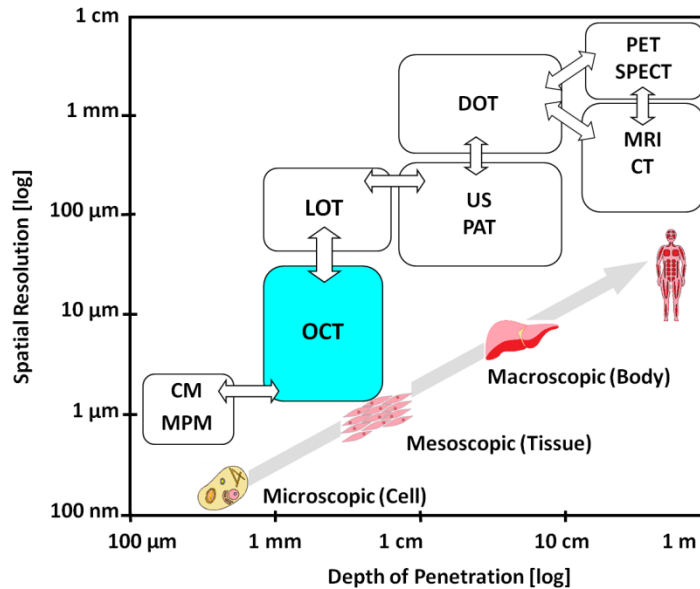 1 cm
1 mm
100 µm
10 µm
1 µm
100 nm
Spatial Resolution [log]
PET
SPECT
DOT
MRI
CT
LOT
US
PAT
OCT
CM
MPM
Macroscopic (Body)
Mesoscopic (Tissue)
Microscopic (Cell)
100 µm
1 mm
1 cm
10 cm
1 m
Depth of Penetration [log]